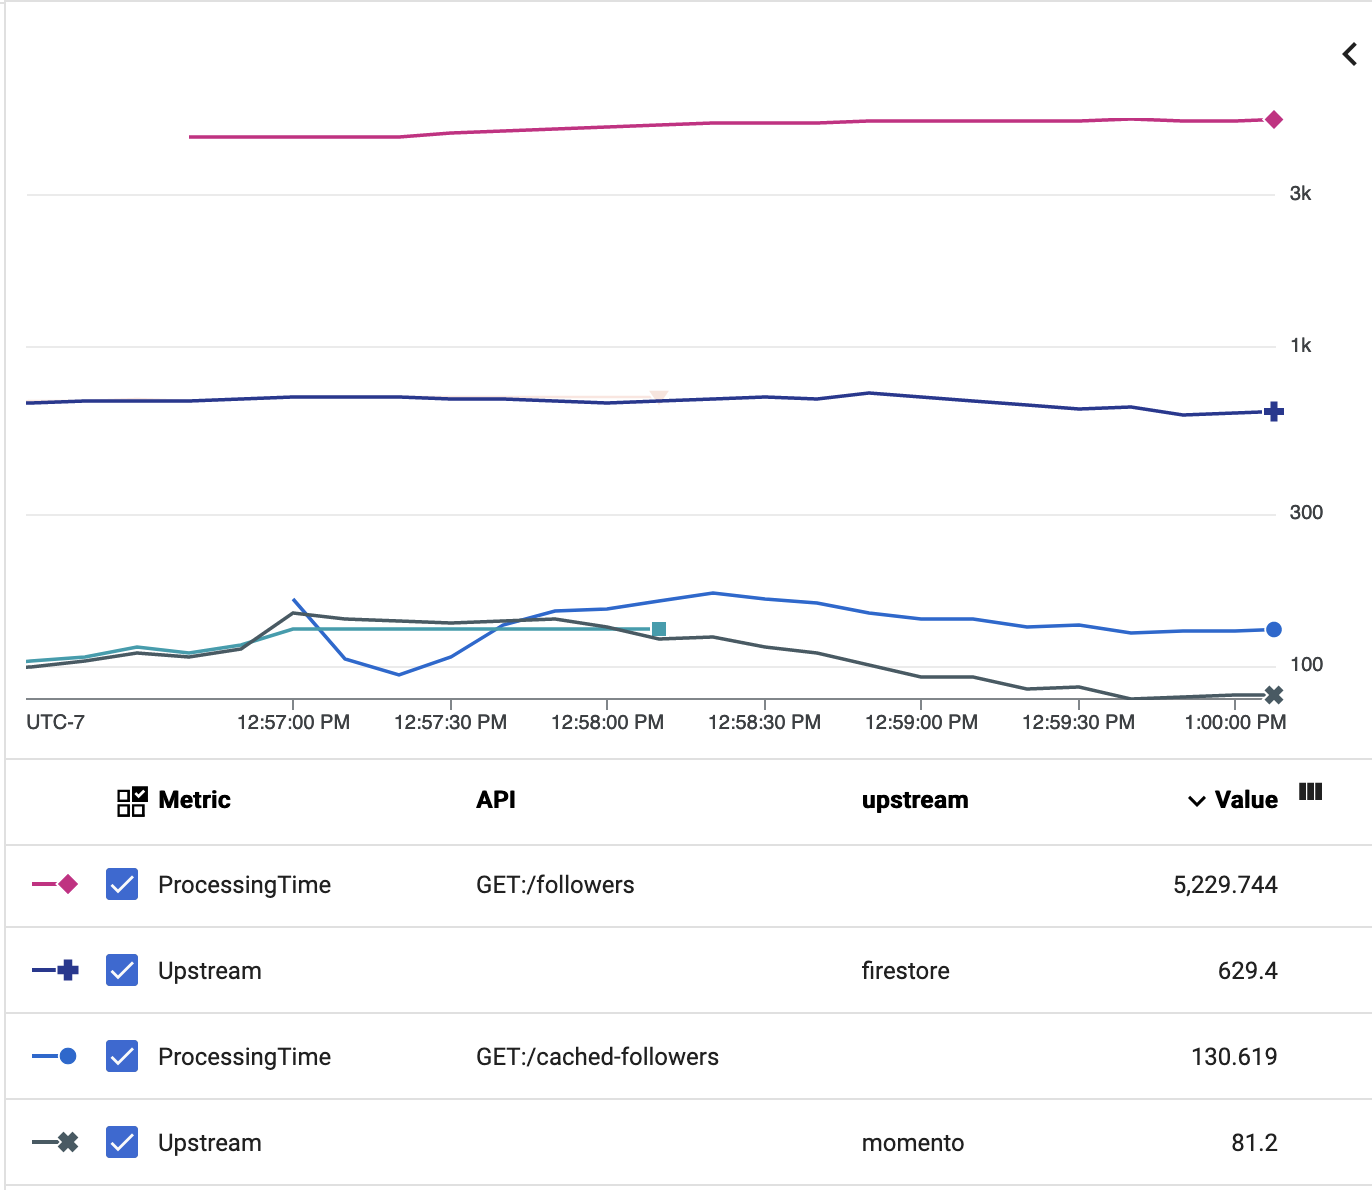 3k
1k
300
100
UTC-7 12:57:00 PM 12:57:30 PM 12:58:00 PM 12:58:30 PM 12:59:00 PM 12:59:30 PM 1:00:00 PM
Metric API upstream Value
ProcessingTime GET:/followers 5,229.744
Upstream firestore 629.4
ProcessingTime GET:/cached-followers 130.619
Upstream momento 81.2